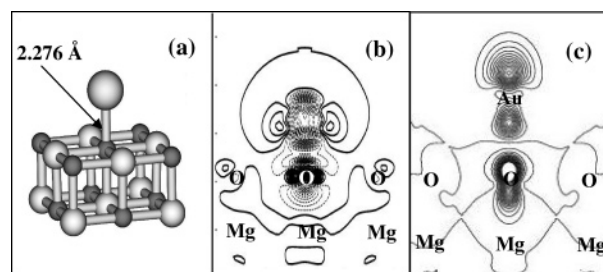 (a)
2.276 Å
(b)
Au
O O O
Mg Mg Mg
(c)
Au
O O O
Mg Mg Mg